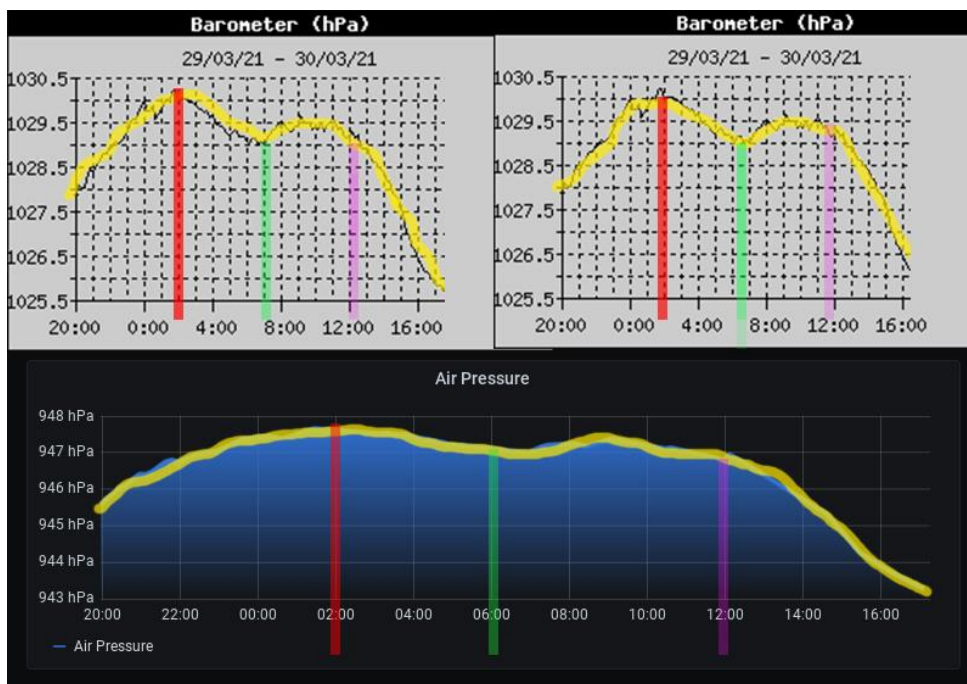 Barometer (hPa)
29/03/21 - 30/03/21
1030.5
1029.5
1028.5
1027.5
1026.5
1025.5
20:00 0:00 4:00 8:00 12:00 16:00
Barometer (hPa)
29/03/21 - 30/03/21
1030.5
1029.5
1028.5
1027.5
1026.5
1025.5
20:00 0:00 4:00 8:00 12:00 16:00
Air Pressure
948 hPa
947 hPa
946 hPa
945 hPa
944 hPa
943 hPa
20:00 22:00 00:00 02:00 04:00 06:00 08:00 10:00 12:00 14:00 16:00
Air Pressure